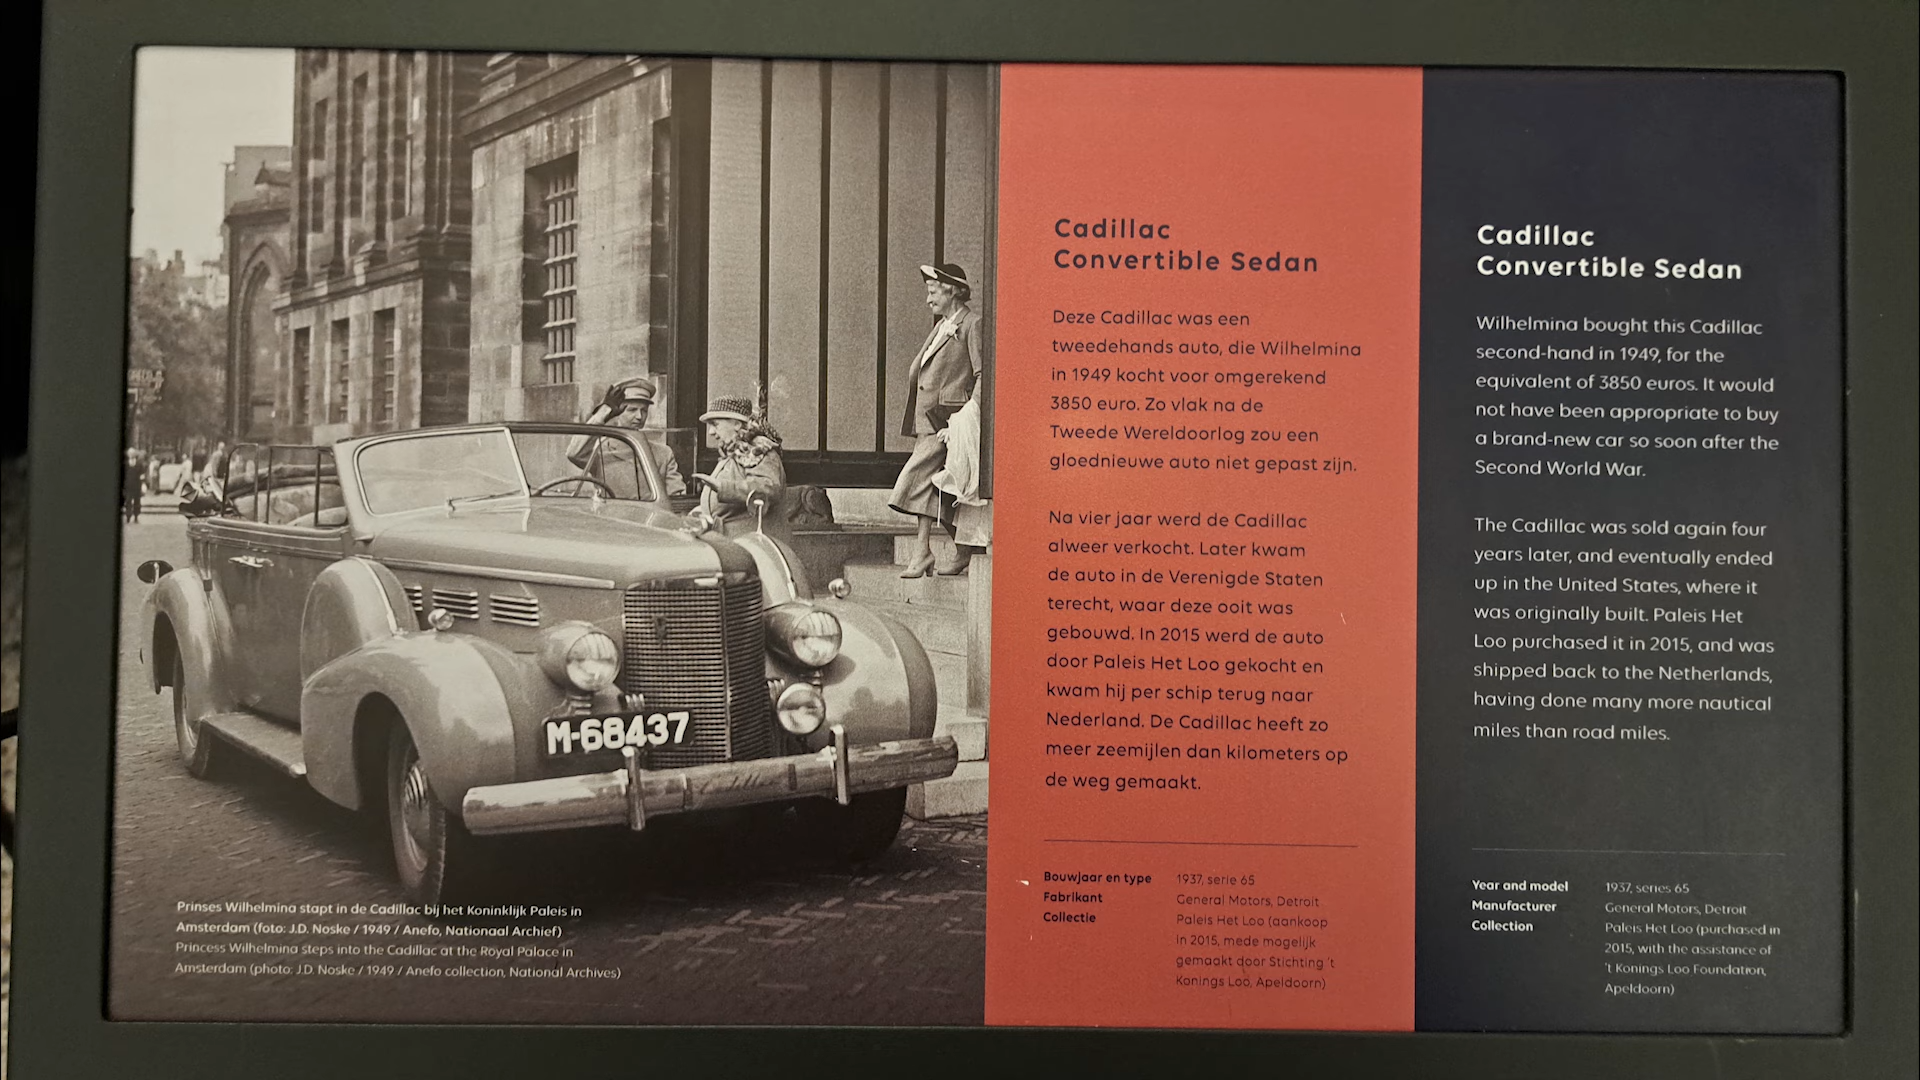 M-68437
Prinses Wilhelmina stapt in de Cadillac bij het Koninklijk Paleis in
Amsterdam (foto: J.D. Noske / 1949 / Anefo, Nationaal Archief)
Princess Wilhelmina steps into the Cadillac at the Royal Palace in
Amsterdam (photo: J.D. Noske / 1949 / Anefo collection, National Archives)
Cadillac
Convertible Sedan
Deze Cadillac was een
tweedehands auto, die Wilhelmina
in 1949 kocht voor omgerekend
3850 euro. Zo vlak na de
Tweede Wereldoorlog zou een
gloednieuwe auto niet gepast zijn.
Na vier jaar werd de Cadillac
alweer verkocht. Later kwam
de auto in de Verenigde Staten
terecht, waar deze ooit was
gebouwd. In 2015 werd de auto
door Paleis Het Loo gekocht en
kwam hij per schip terug naar
Nederland. De Cadillac heeft zo
meer zeemijlen dan kilometers op
de weg gemaakt.
Bouwjaar en type 1937, serie 65
Fabrikant General Motors, Detroit
Collectie Paleis Het Loo (aankoop
in 2015, mede mogelijk
gemaakt door Stichting 't
Konings Loo, Apeldoorn)
Cadillac
Convertible Sedan
Wilhelmina bought this Cadillac
second-hand in 1949, for the
equivalent of 3850 euros. It would
not have been appropriate to buy
a brand-new car so soon after the
Second World War.
The Cadillac was sold again four
years later, and eventually ended
up in the United States, where it
was originally built. Paleis Het
Loo purchased it in 2015, and was
shipped back to the Netherlands,
having done many more nautical
miles than road miles.
Year and model 1937, series 65
Manufacturer General Motors, Detroit
Collection Paleis Het Loo (purchased in
2015, with the assistance of
't Konings Loo Foundation,
Apeldoorn)